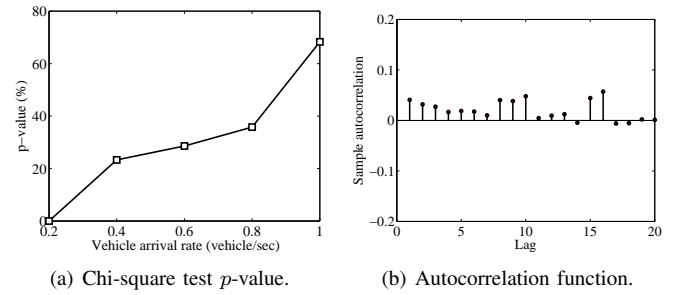 80
60
40
20
0
p−value (%)
0.2 0.4 0.6 0.8 1
Vehicle arrival rate (vehicle/sec)
(a) Chi-square test p-value.
0.2
0.1
0
−0.1
−0.2
Sample autocorrelation
0 5 10 15 20
Lag
(b) Autocorrelation function.